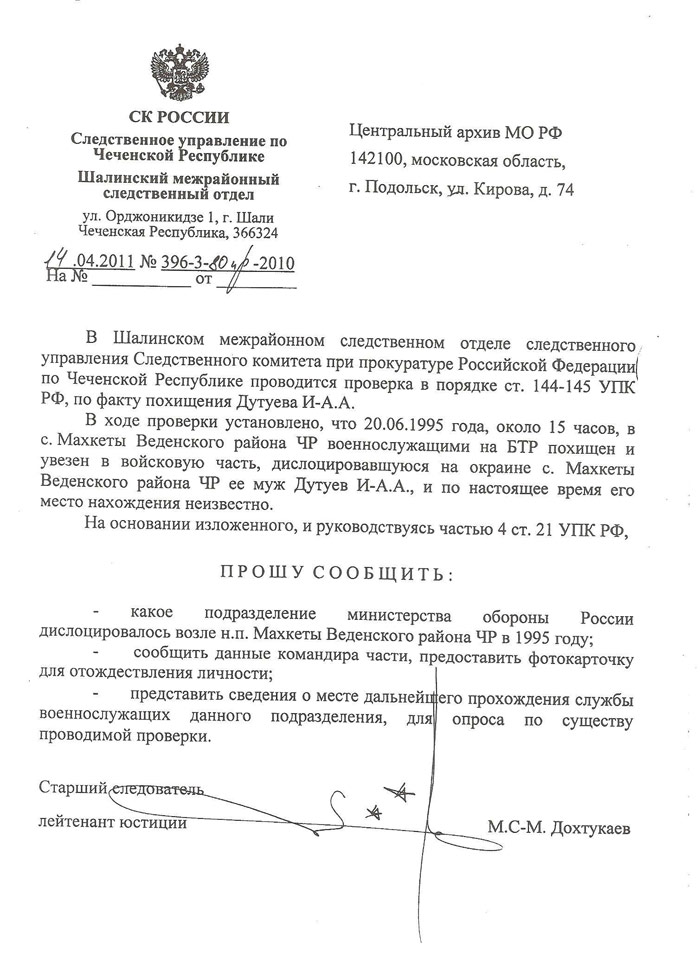 СК РОССИИ
Следственное управление по
Чеченской Республике
Шалинский межрайонный
следственный отдел
ул. Орджоникидзе 1, г. Шали
Чеченская Республика, 366324
14 .04.2011 № 396-3-80 -2010
На № ____________ от _________
Центральный архив МО РФ
142100, московская область,
г. Подольск, ул. Кирова, д. 74
В Шалинском межрайонном следственном отделе следственного
управления Следственного комитета при прокуратуре Российской Федерации
по Чеченской Республике проводится проверка в порядке ст. 144-145 УПК
РФ, по факту похищения Дутуева И-А.А.
В ходе проверки установлено, что 20.06.1995 года, около 15 часов, в
с. Махкеты Веденского района ЧР военнослужащими на БТР похищен и
увезен в войсковую часть, дислоцировавшуюся на окраине с. Махкеты
Веденского района ЧР ее муж Дутуев И-А.А., и по настоящее время его
место нахождения неизвестно.
На основании изложенного, и руководствуясь частью 4 ст. 21 УПК РФ,
П Р О Ш У С О О Б Щ И Т Ь :
- какое подразделение министерства обороны России
дислоцировалось возле н.п. Махкеты Веденского района ЧР в 1995 году;
- сообщить данные командира части, предоставить фотокарточку
для отождествления личности;
- представить сведения о месте дальнейшего прохождения службы
военнослужащих данного подразделения, для опроса по существу
проводимой проверки.
Старший следователь
лейтенант юстиции
М.С-М. Дохтукаев